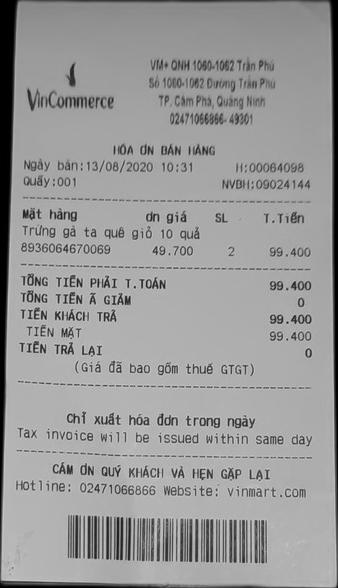 VinCommerce
VM+ QNH 1060-1062 Trần Phú
Số 1060-1062 Đường Trần Phú
TP. Cẩm Phả, Quảng Ninh
02471066866- 49301
HÓA ƠN BÁN HÀNG
Ngày bán:13/08/2020 10:31 H:00064098
Quầy:001 NVBH:09024144
Mặt hàng ơn giá SL T.Tiền
Trứng gà ta quê giỏ 10 quả
8936064670069 49.700 2 99.400
TỔNG TIỀN PHẢI T.TOÁN 99.400
TỔNG TIỀN Ã GIẢM 0
TIỀN KHÁCH TRẢ 99.400
TIỀN MẶT 99.400
TIỀN TRẢ LẠI 0
(Giá đã bao gồm thuế GTGT)
Chỉ xuất hóa đơn trong ngày
Tax invoice will be issued within same day
CẢM ƠN QUÝ KHÁCH VÀ HẸN GẶP LẠI
Hotline: 02471066866 Website: vinmart.com